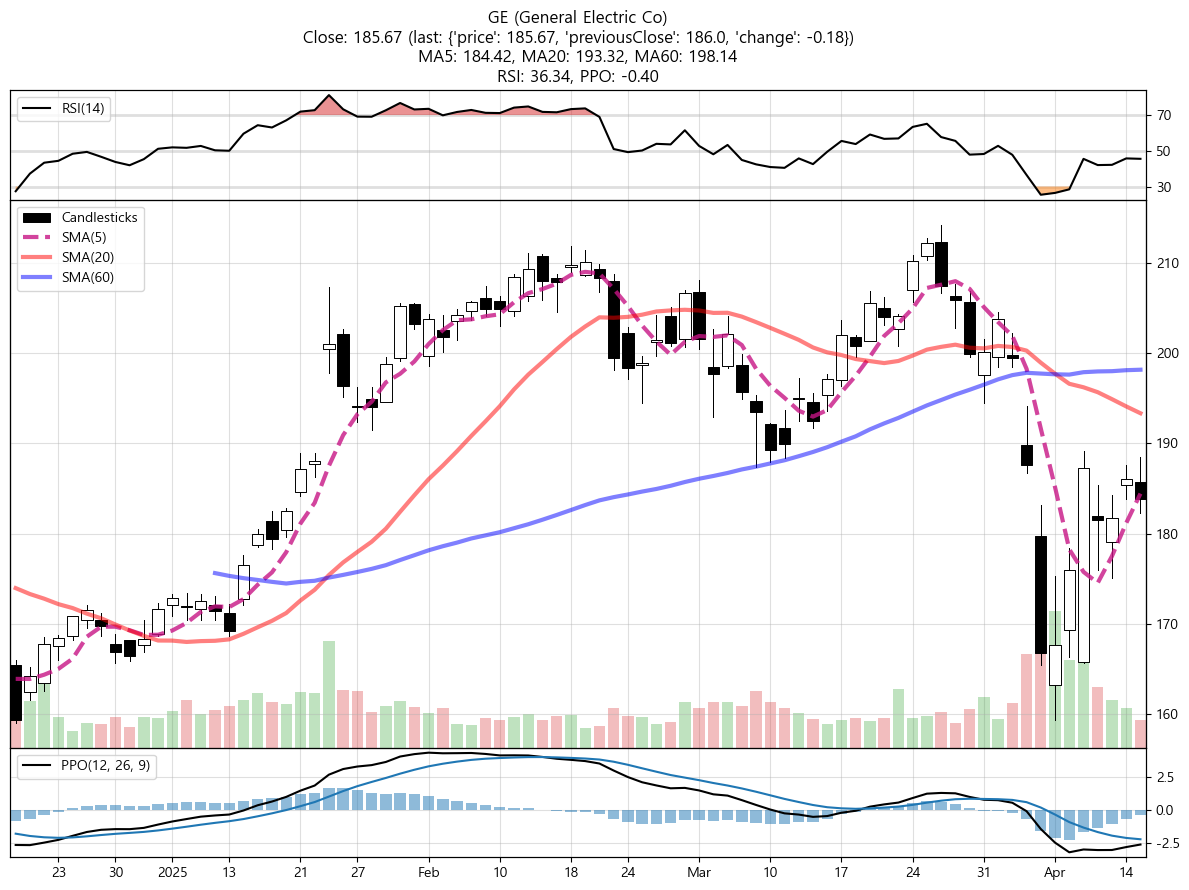 GE (General Electric Co)
Close: 185.67 (last: {'price': 185.67, 'previousClose': 186.0, 'change': -0.18})
MA5: 184.42, MA20: 193.32, MA60: 198.14
RSI: 36.34, PPO: -0.40
RSI(14)
70
50
30
Candlesticks
SMA(5)
SMA(20)
SMA(60)
210
200
190
180
170
160
PPO(12, 26, 9)
2.5
0.0
−2.5
23 30 2025 13 21 27 Feb 10 18 24 Mar 10 17 24 31 Apr 14